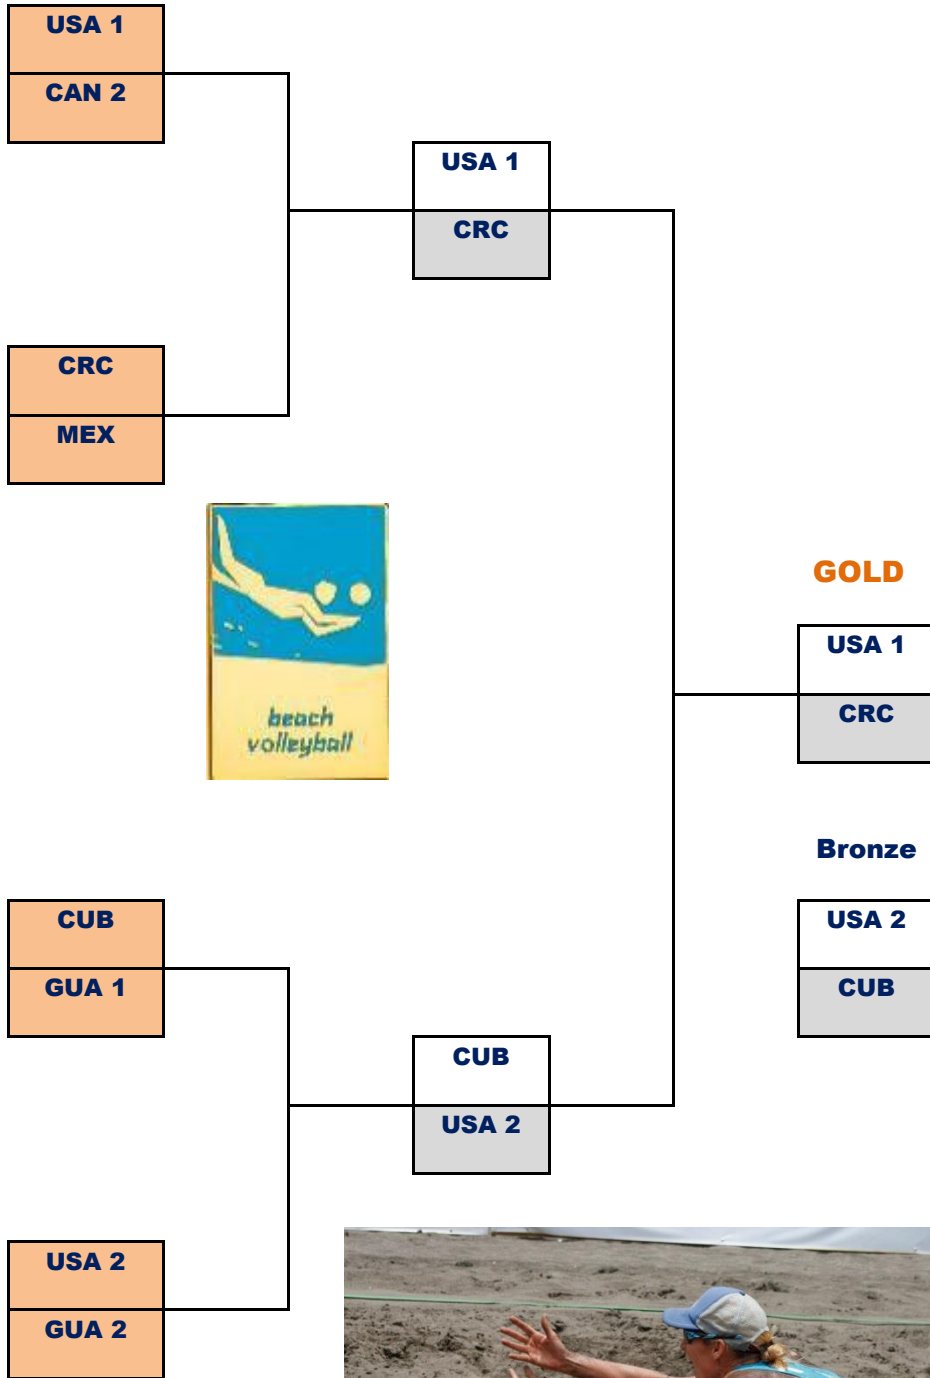 USA 1
CAN 2
USA 1
CRC
CRC
MEX
beach
volleyball
GOLD
USA 1
CRC
Bronze
USA 2
CUB
CUB
GUA 1
CUB
USA 2
USA 2
GUA 2